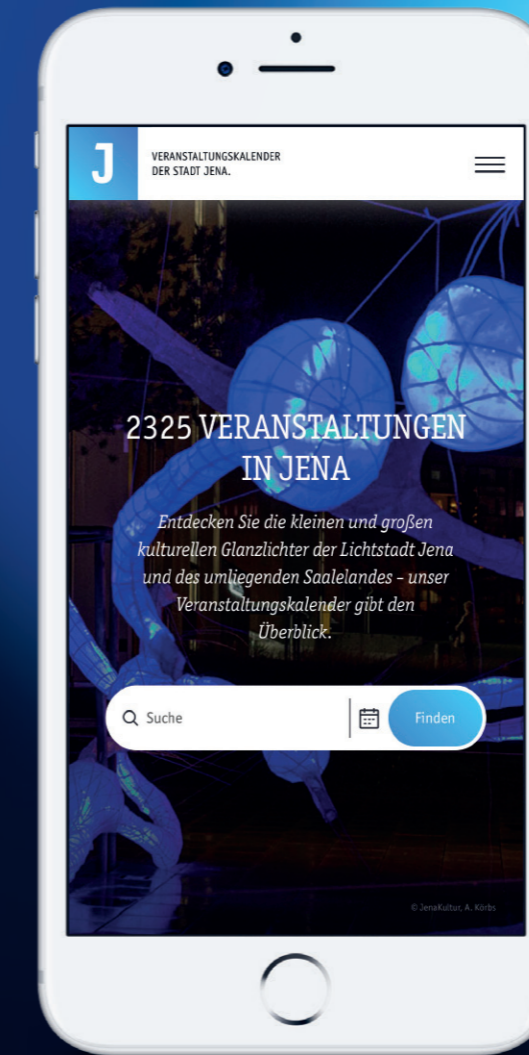 J
VERANSTALTUNGSKALENDER
DER STADT JENA.
2325 VERANSTALTUNGEN
IN JENA
Entdecken Sie die kleinen und großen
kulturellen Glanzlichter der Lichtstadt Jena
und des umliegenden Saalelandes – unser
Veranstaltungskalender gibt den
Überblick.
Suche
Finden
© JenaKultur, A. Körbs